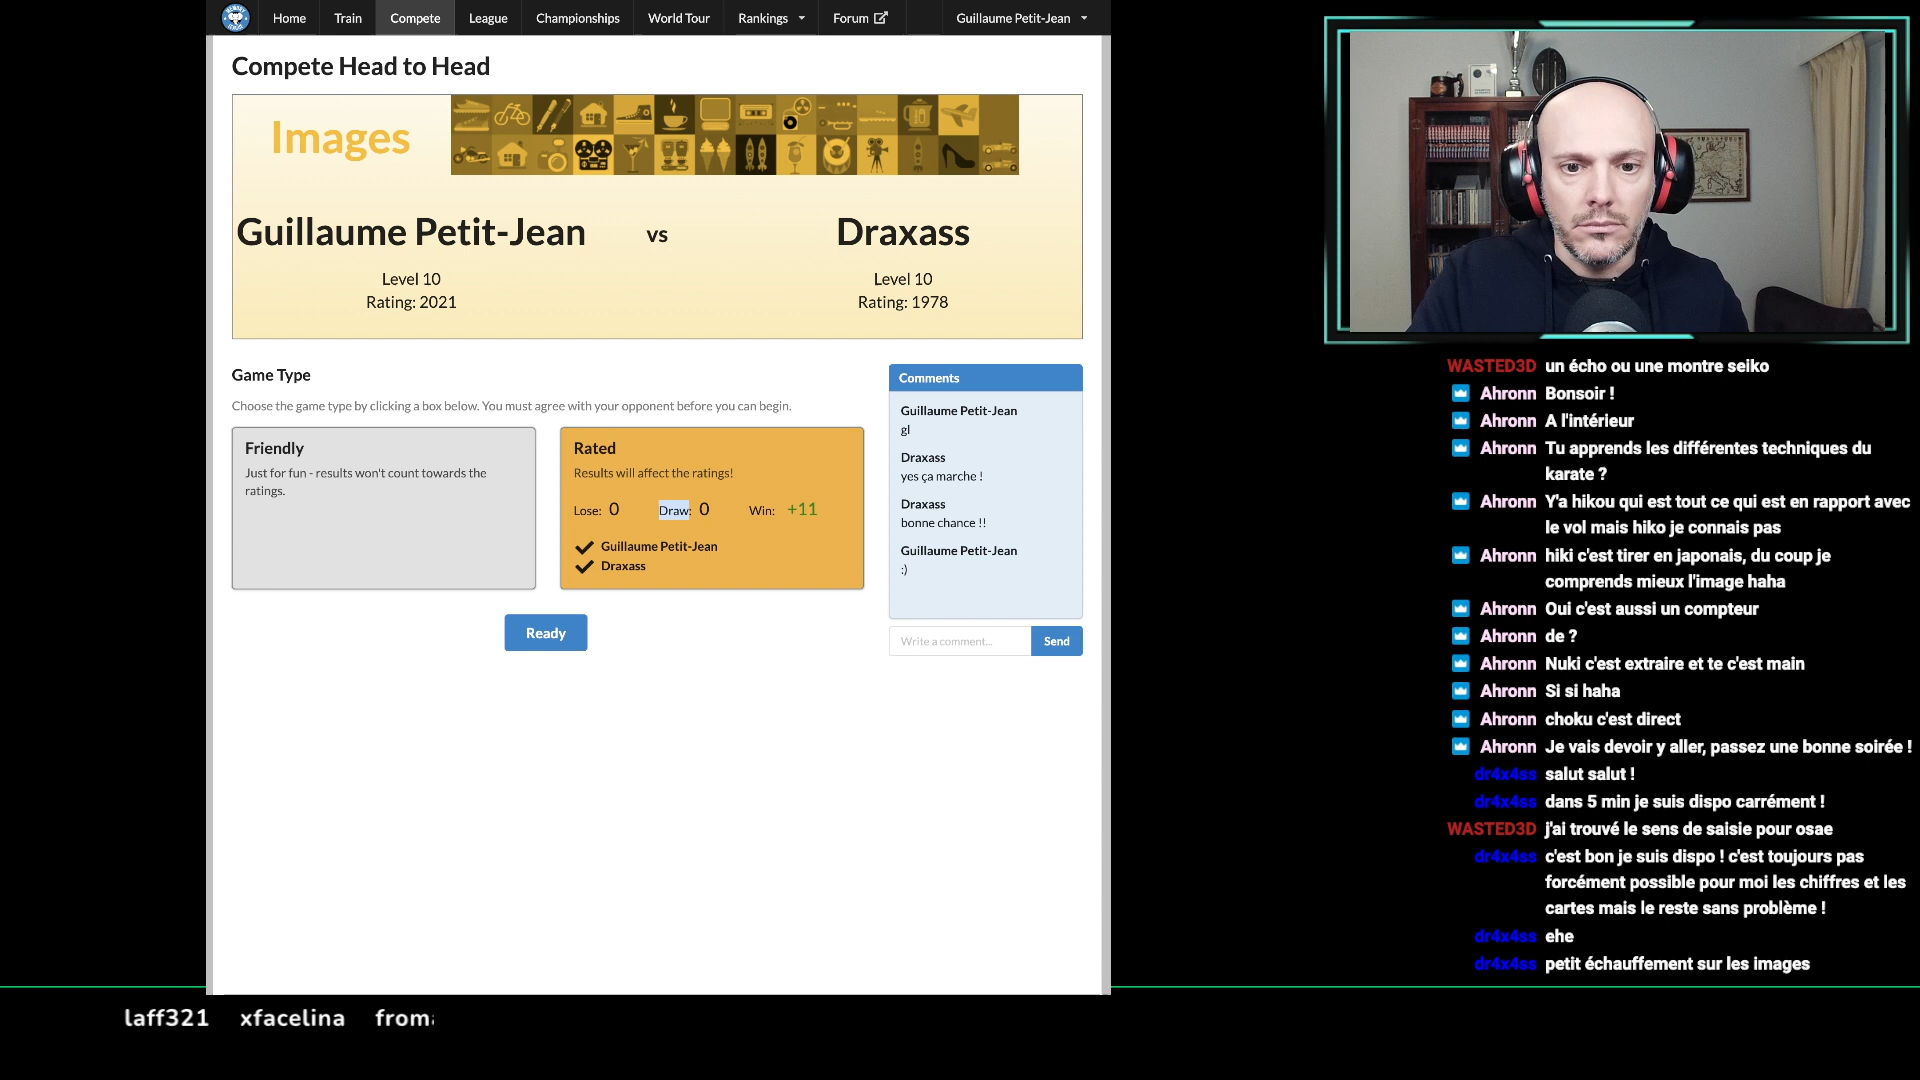 Home Train Compete League Championships World Tour Rankings Forum Guillaume Petit-Jean
Compete Head to Head
Images
Guillaume Petit-Jean vs Draxass
Level 10 Level 10
Rating: 2021 Rating: 1978
Game Type
Choose the game type by clicking a box below. You must agree with your opponent before you can begin.
Friendly
Just for fun - results won't count towards the
ratings.
Rated
Results will affect the ratings!
Lose: 0 Draw: 0 Win: +11
Guillaume Petit-Jean
Draxass
Ready
Comments
Guillaume Petit-Jean
gl
Draxass
yes ça marche !
Draxass
bonne chance !!
Guillaume Petit-Jean
:)
Write a comment... Send
WASTED3D un écho ou une montre seiko
Ahronn Bonsoir !
Ahronn A l'intérieur
Ahronn Tu apprends les différentes techniques du
karate ?
Ahronn Y'a hikou qui est tout ce qui est en rapport avec
le vol mais hiko je connais pas
Ahronn hiki c'est tirer en japonais, du coup je
comprends mieux l'image haha
Ahronn Oui c'est aussi un compteur
Ahronn de ?
Ahronn Nuki c'est extraire et te c'est main
Ahronn Si si haha
Ahronn choku c'est direct
Ahronn Je vais devoir y aller, passez une bonne soirée !
dr4x4ss salut salut !
dr4x4ss dans 5 min je suis dispo carrément !
WASTED3D j'ai trouvé le sens de saisie pour osae
dr4x4ss c'est bon je suis dispo ! c'est toujours pas
forcément possible pour moi les chiffres et les
cartes mais le reste sans problème !
dr4x4ss ehe
dr4x4ss petit échauffement sur les images
laff321 xfacelina